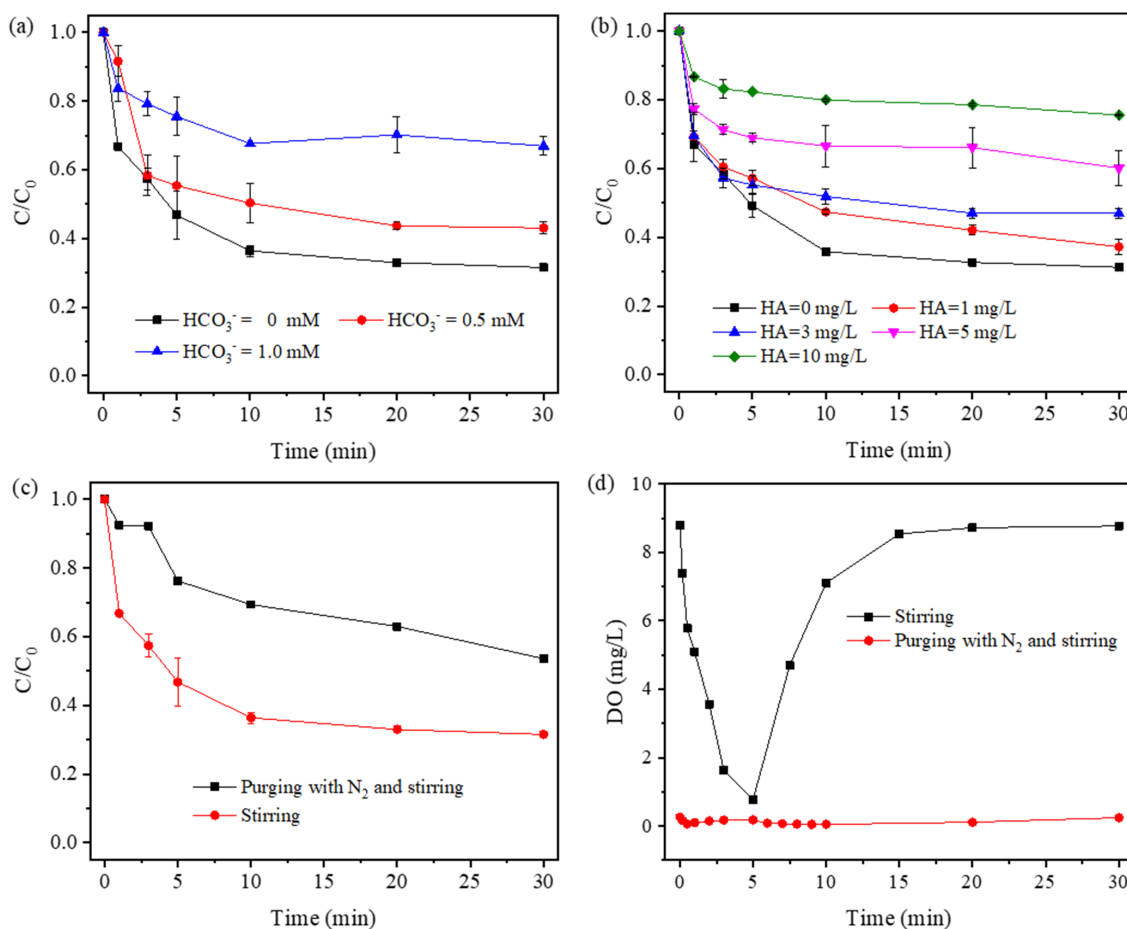 (a)
C/C0
1.0
0.8
0.6
0.4
0.2
0.0
HCO3- = 0 mM
HCO3- = 0.5 mM
HCO3- = 1.0 mM
0 5 10 15 20 25 30
Time (min)
(b)
C/C0
1.0
0.8
0.6
0.4
0.2
0.0
HA=0 mg/L
HA=1 mg/L
HA=3 mg/L
HA=5 mg/L
HA=10 mg/L
0 5 10 15 20 25 30
Time (min)
(c)
C/C0
1.0
0.8
0.6
0.4
0.2
0.0
Purging with N2 and stirring
Stirring
0 5 10 15 20 25 30
Time (min)
(d)
DO (mg/L)
10
8
6
4
2
0
Stirring
Purging with N2 and stirring
0 5 10 15 20 25 30
Time (min)